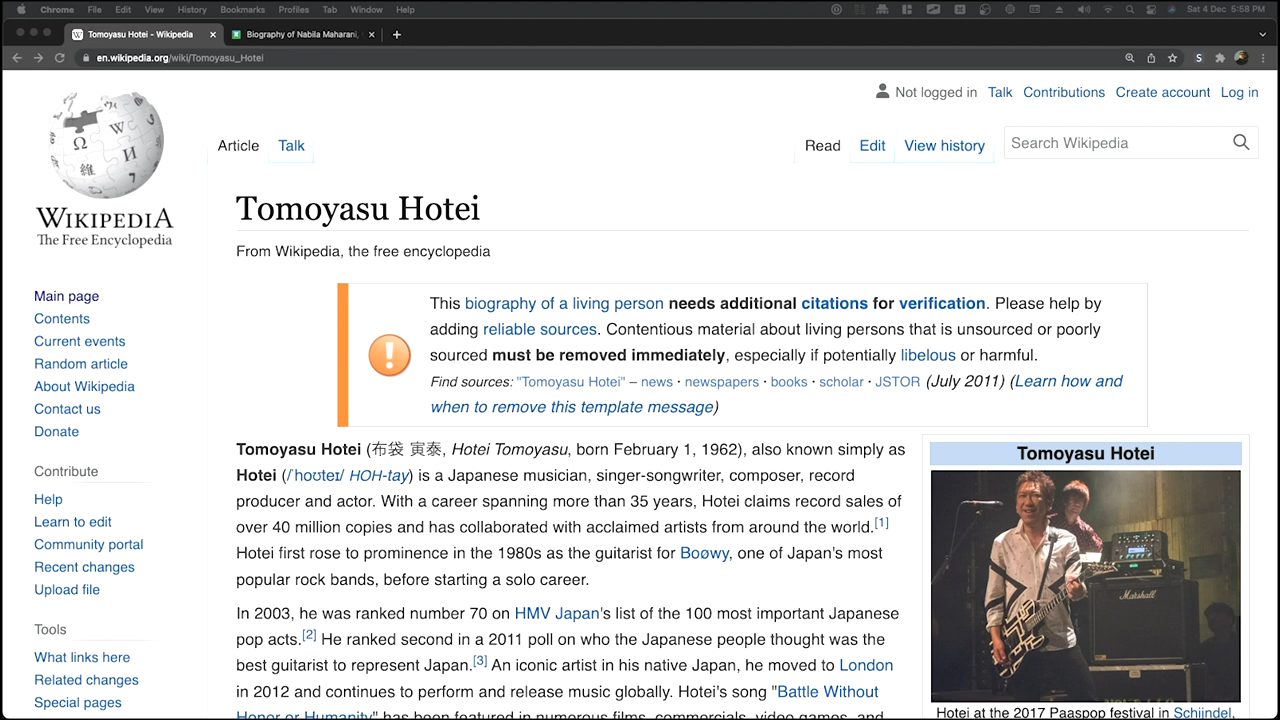 Chrome File Edit View History Bookmarks Profiles Tab Window Help Sat 4 Dec 5:58 PM
Tomoyasu Hotei - Wikipedia
Biography of Nabila Maharani,
en.wikipedia.org/wiki/Tomoyasu_Hotei
Not logged in Talk Contributions Create account Log in
Article Talk Read Edit View history Search Wikipedia
WIKIPEDIA
The Free Encyclopedia
Main page
Contents
Current events
Random article
About Wikipedia
Contact us
Donate
Contribute
Help
Learn to edit
Community portal
Recent changes
Upload file
Tools
What links here
Related changes
Special pages
Tomoyasu Hotei
From Wikipedia, the free encyclopedia
This biography of a living person needs additional citations for verification. Please help by
adding reliable sources. Contentious material about living persons that is unsourced or poorly
sourced must be removed immediately, especially if potentially libelous or harmful.
Find sources: "Tomoyasu Hotei" – news · newspapers · books · scholar · JSTOR (July 2011) (Learn how and
when to remove this template message)
Tomoyasu Hotei (布袋 寅泰, Hotei Tomoyasu, born February 1, 1962), also known simply as
Hotei (/ˈhoʊteɪ/ HOH-tay) is a Japanese musician, singer-songwriter, composer, record
producer and actor. With a career spanning more than 35 years, Hotei claims record sales of
over 40 million copies and has collaborated with acclaimed artists from around the world.[1]
Hotei first rose to prominence in the 1980s as the guitarist for Boøwy, one of Japan's most
popular rock bands, before starting a solo career.
In 2003, he was ranked number 70 on HMV Japan's list of the 100 most important Japanese
pop acts.[2] He ranked second in a 2011 poll on who the Japanese people thought was the
best guitarist to represent Japan.[3] An iconic artist in his native Japan, he moved to London
in 2012 and continues to perform and release music globally. Hotei's song "Battle Without
Honor or Humanity" has been featured in numerous films, commercials, video games, and
Tomoyasu Hotei
Marshall
Hotei at the 2017 Paaspop festival in Schijndel,